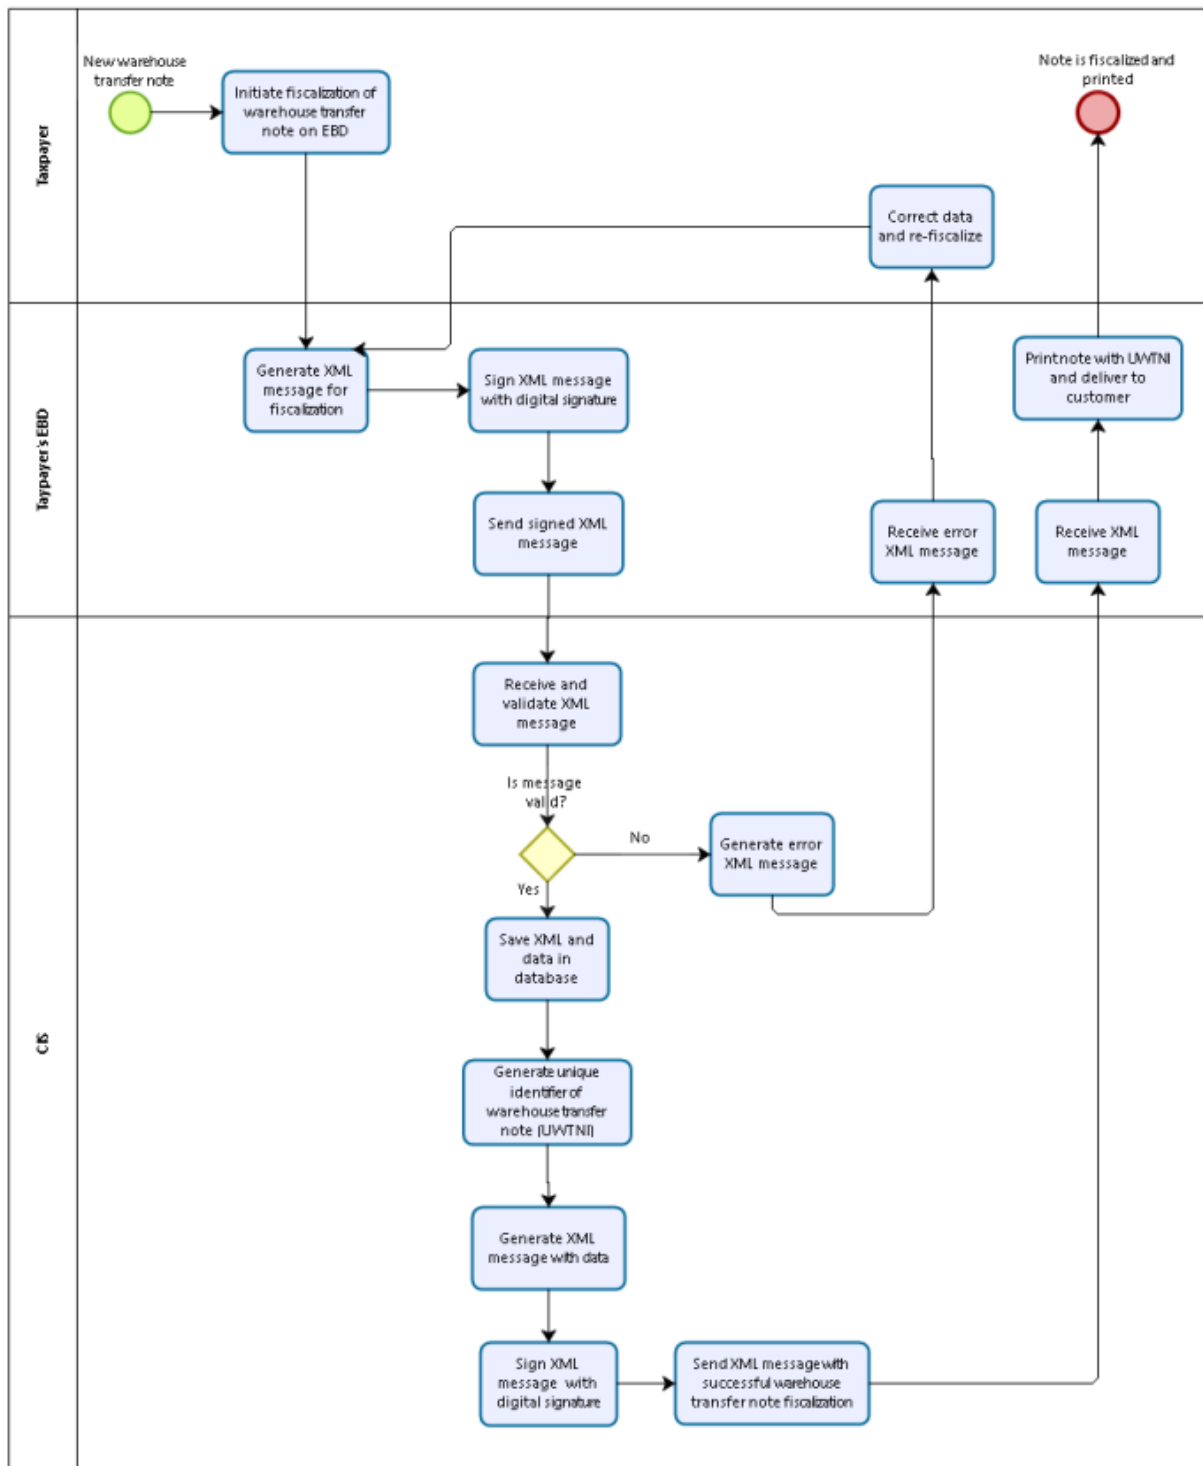 Taxpayer
New warehouse
transfer note
Initiate fiscalization of
warehouse transfer
note on EBD
Note is fiscalized and
printed
Correct data
and re-fiscalize
Taypayer's EBD
Generate XML
message for
fiscalization
Sign XML message
with digital signature
Print note with UWTNI
and deliver to
customer
Send signed XML
message
Receive error
XML message
Receive XML
message
CIS
Receive and
validate XML
message
Is message
valid?
No
Generate error
XML message
Yes
Save XML and
data in
database
Generate unique
identifier of
warehouse transfer
note (UWTNI)
Generate XML
message with data
Sign XML
message with
digital signature
Send XML message with
successful warehouse
transfer note fiscalization